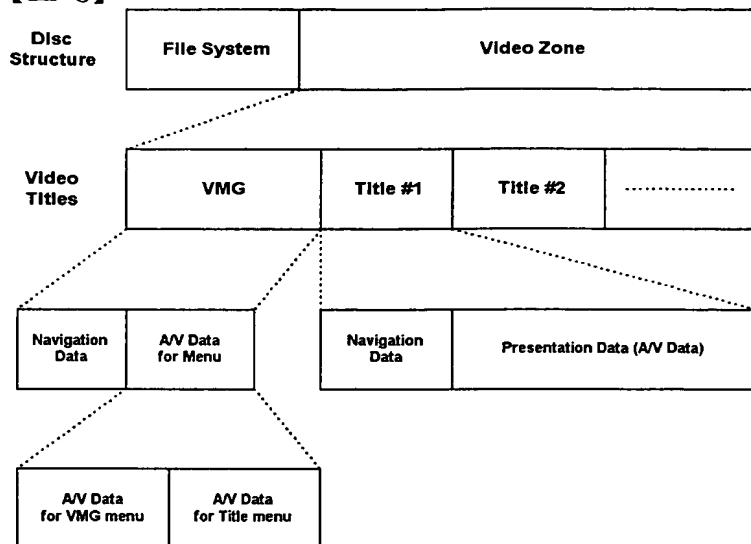 Disc
Structure
File System
Video Zone
Video
Titles
VMG
Title #1
Title #2
Navigation
Data
A/V Data
for Menu
Navigation
Data
Presentation Data (A/V Data)
A/V Data
for VMG menu
A/V Data
for Title menu